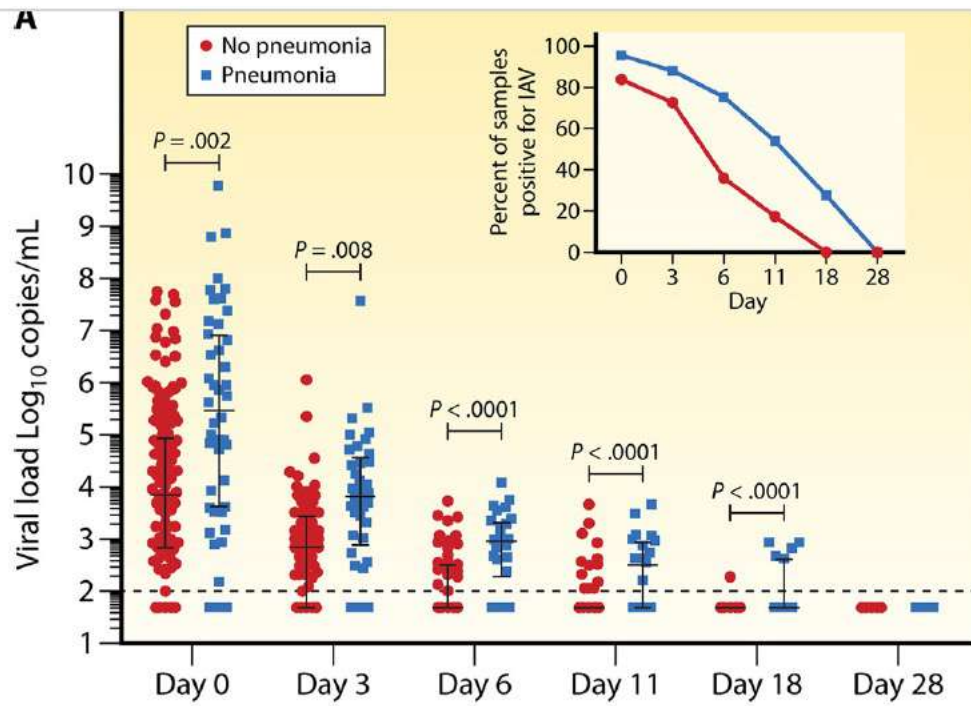 A
No pneumonia
Pneumonia
P = .002
P = .008
P < .0001
P < .0001
P < .0001
Viral load Log10 copies/mL
10
9
8
7
6
5
4
3
2
1
Day 0
Day 3
Day 6
Day 11
Day 18
Day 28
Percent of samples
positive for IAV
100
80
60
40
20
0
0 3 6 11 18 28
Day